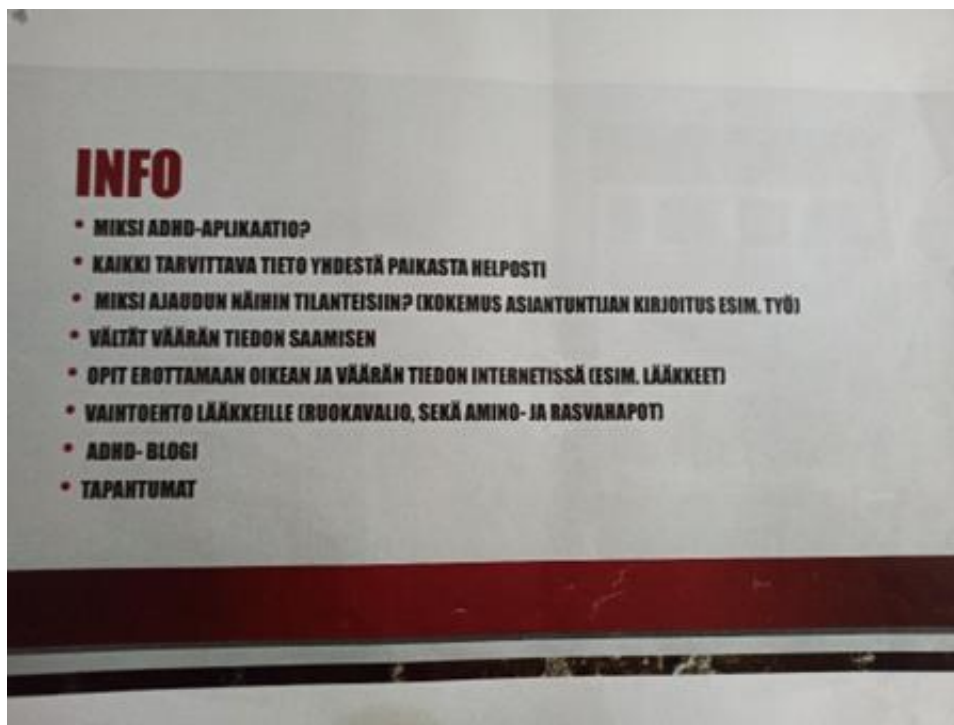 INFO
• MIKSI ADHD-APLIKAATIO?
• KAIKKI TARVITTAVA TIETO YHDESTÄ PAIKASTA HELPOSTI
• MIKSI AJAUDUN NÄIHIN TILANTEISIIN? (KOKEMUS ASIANTUNTIJAN KIRJOITUS ESIM. TYÖ)
• VÄLTÄT VÄÄRÄN TIEDON SAAMISEN
• OPIT EROTTAMAAN OIKEAN JA VÄÄRÄN TIEDON INTERNETISSÄ (ESIM. LÄÄKKEET)
• VAIHTOEHTO LÄÄKKEILLE (RUOKAVALIO, SEKÄ AMINO- JA RASVAHAPOT)
• ADHD- BLOGI
• TAPAHTUMAT